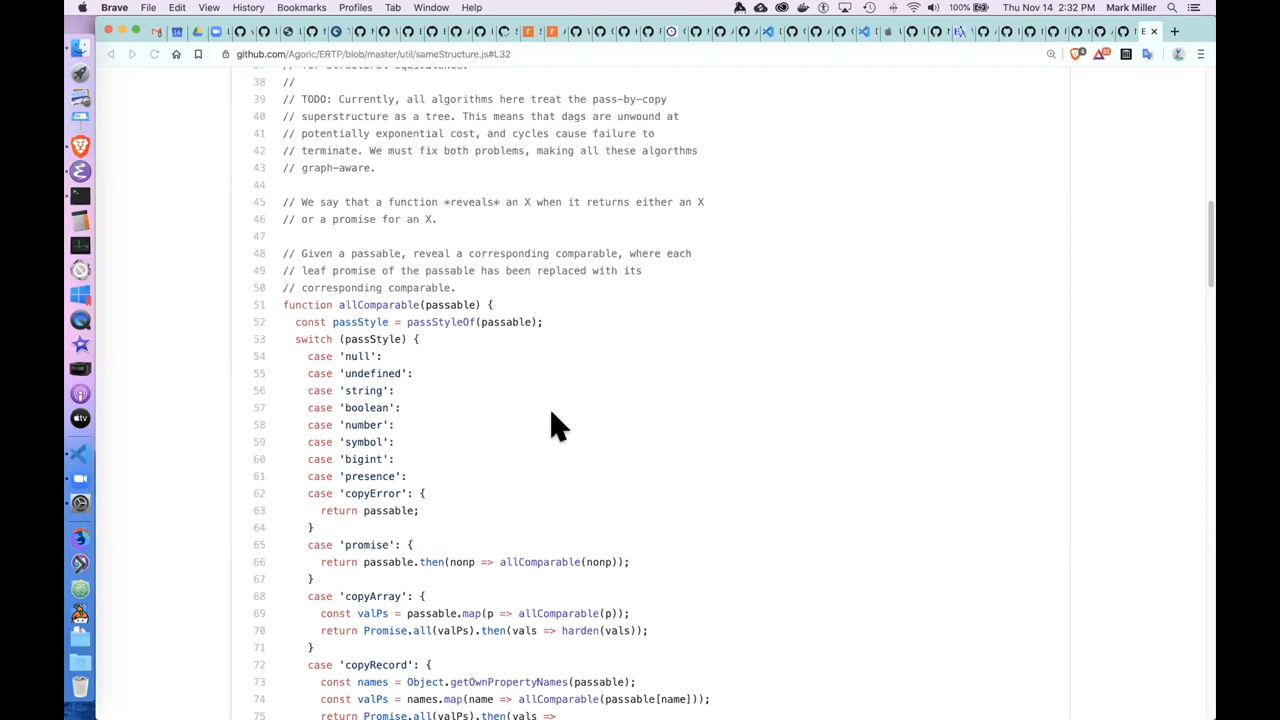 Brave File Edit View History Bookmarks Profiles Tab Window Help 100% Thu Nov 14 2:32 PM Mark Miller
github.com/Agoric/ERTP/blob/master/util/sameStructure.js#L32
38 //
39 // TODO: Currently, all algorithms here treat the pass-by-copy
40 // superstructure as a tree. This means that dags are unwound at
41 // potentially exponential cost, and cycles cause failure to
42 // terminate. We must fix both problems, making all these algorthms
43 // graph-aware.
44
45 // We say that a function *reveals* an X when it returns either an X
46 // or a promise for an X.
47
48 // Given a passable, reveal a corresponding comparable, where each
49 // leaf promise of the passable has been replaced with its
50 // corresponding comparable.
51 function allComparable(passable) {
52 const passStyle = passStyleOf(passable);
53 switch (passStyle) {
54 case 'null':
55 case 'undefined':
56 case 'string':
57 case 'boolean':
58 case 'number':
59 case 'symbol':
60 case 'bigint':
61 case 'presence':
62 case 'copyError': {
63 return passable;
64 }
65 case 'promise': {
66 return passable.then(nonp => allComparable(nonp));
67 }
68 case 'copyArray': {
69 const valPs = passable.map(p => allComparable(p));
70 return Promise.all(valPs).then(vals => harden(vals));
71 }
72 case 'copyRecord': {
73 const names = Object.getOwnPropertyNames(passable);
74 const valPs = names.map(name => allComparable(passable[name]));
75 return Promise.all(valPs).then(vals =>